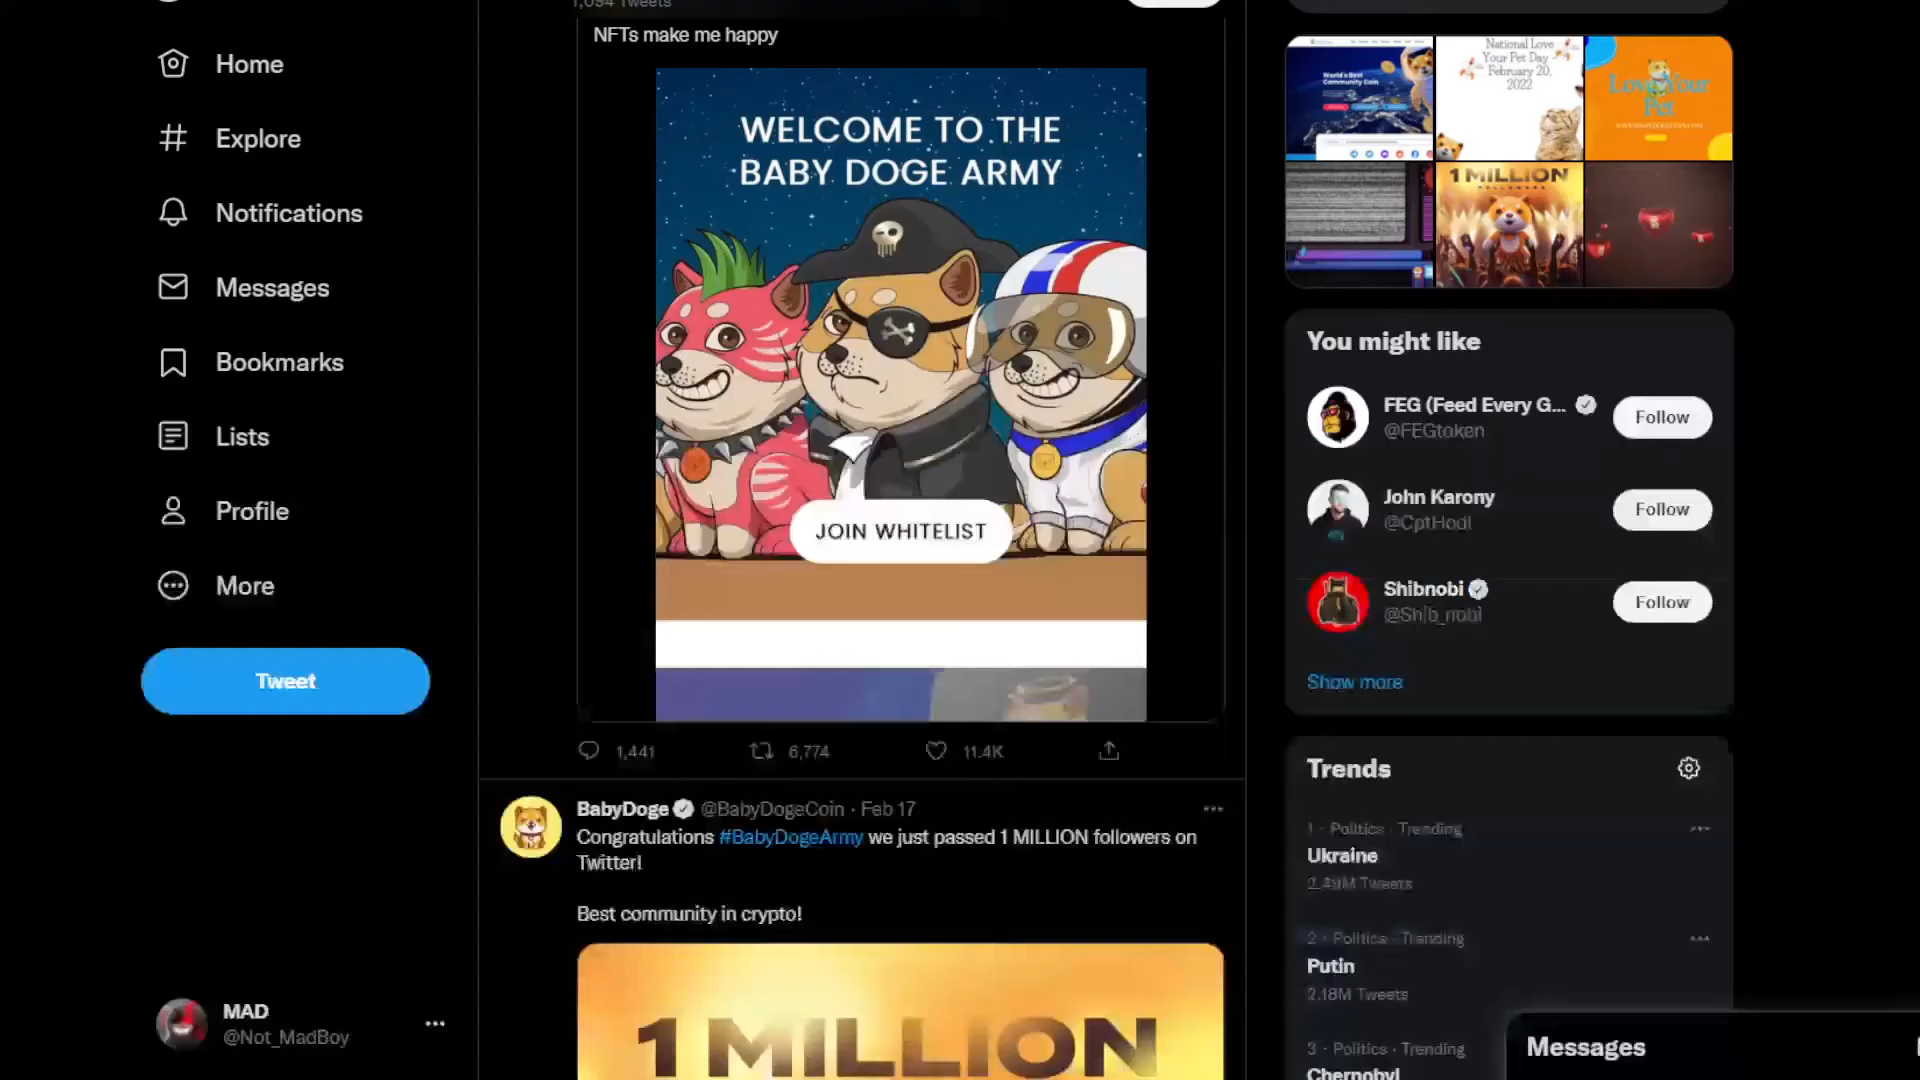 1,094 Tweets
NFTs make me happy
WELCOME TO THE
BABY DOGE ARMY
JOIN WHITELIST
1,441
6,774
11.4K
BabyDoge @BabyDogeCoin · Feb 17
Congratulations #BabyDogeArmy we just passed 1 MILLION followers on
Twitter!
Best community in crypto!
1 MILLION
Home
Explore
Notifications
Messages
Bookmarks
Lists
Profile
More
Tweet
MAD
@Not_MadBoy
World's Best
Community Coin
National Love
Your Pet Day -
February 20,
2022
Love Your
Pet
1 MILLION
FOLLOWERS
You might like
FEG (Feed Every G...
@FEGtoken
Follow
John Karony
@CptHodl
Follow
Shibnobi
@Shib_nobi
Follow
Show more
Trends
1 · Politics · Trending
Ukraine
2 · Politics · Trending
Putin
2.18M Tweets
3 · Politics · Trending
Chernobyl
Messages